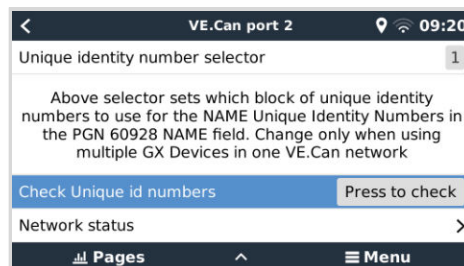 VE.Can port 2 09:20
Unique identity number selector 1
Above selector sets which block of unique identity
numbers to use for the NAME Unique Identity Numbers in
the PGN 60928 NAME field. Change only when using
multiple GX Devices in one VE.Can network
Check Unique id numbers Press to check
Network status
Pages Menu